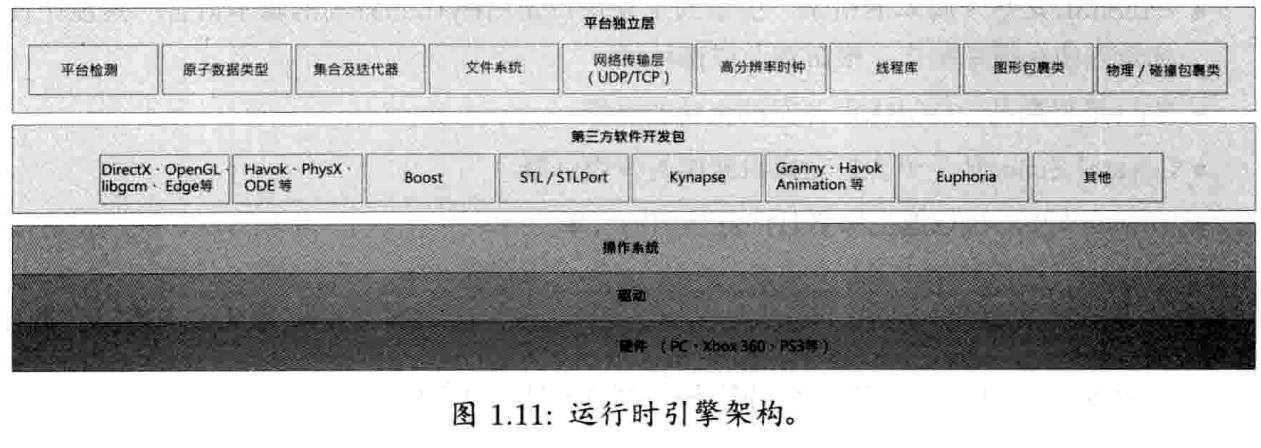 平台独立层
平台检测
原子数据类型
集合及迭代器
文件系统
网络传输层
（UDP/TCP）
高分辨率时钟
线程库
图形包裹类
物理 / 碰撞包裹类
第三方软件开发包
DirectX、OpenGL、
libgcm、Edge等
Havok、PhysX、
ODE 等
Boost
STL / STLPort
Kynapse
Granny、Havok
Animation 等
Euphoria
其他
操作系统
驱动
硬件 （PC、Xbox 360、PS3等）
图 1.11: 运行时引擎架构。